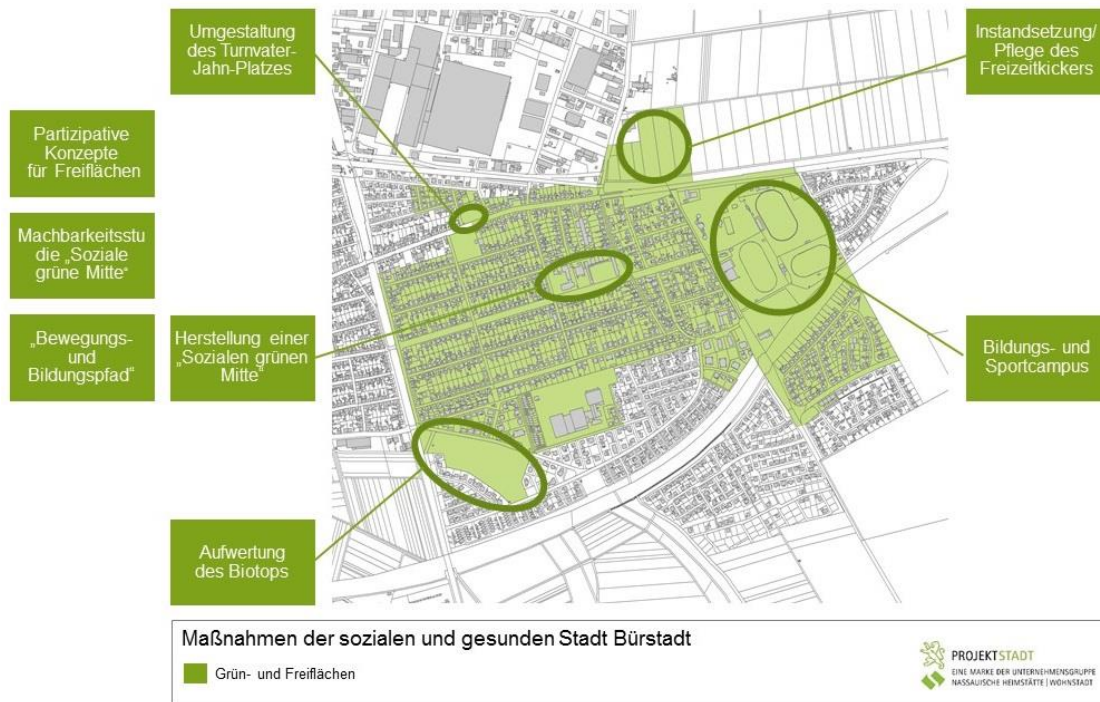 Umgestaltung
des Turnvater-
Jahn-Platzes
Instandsetzung/
Pflege des
Freizeitkickers
Partizipative
Konzepte
für Freiflächen
Machbarkeitsstu
die „Soziale
grüne Mitte“
„Bewegungs-
und
Bildungspfad“
Herstellung einer
„Sozialen grünen
Mitte“
Bildungs- und
Sportcampus
Aufwertung
des Biotops
Maßnahmen der sozialen und gesunden Stadt Bürstadt
Grün- und Freiflächen
PROJEKTSTADT
EINE MARKE DER UNTERNEHMENSGRUPPE
NASSAUISCHE HEIMSTÄTTE | WOHNSTADT